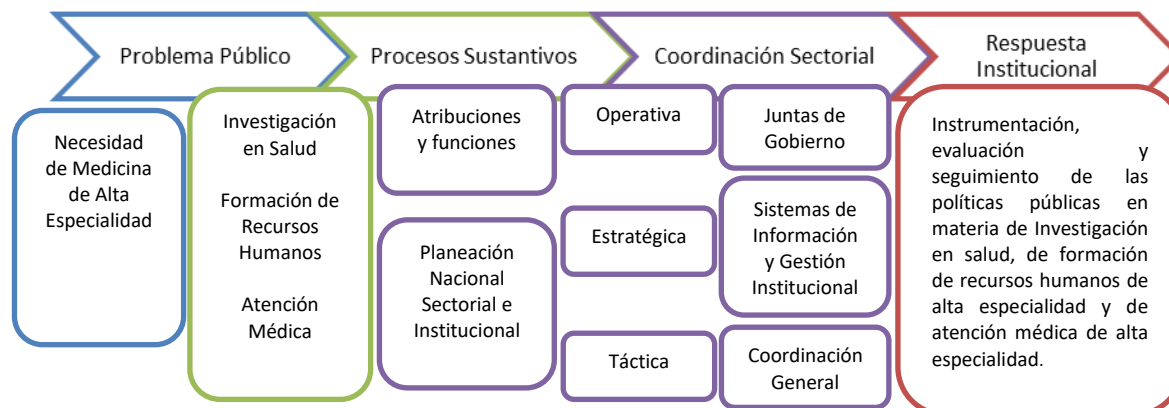 Problema Público
Procesos Sustantivos
Coordinación Sectorial
Respuesta
Institucional
Necesidad
de Medicina
de Alta
Especialidad
Investigación
en Salud
Formación de
Recursos
Humanos
Atención
Médica
Atribuciones
y funciones
Planeación
Nacional
Sectorial e
Institucional
Operativa
Estratégica
Táctica
Juntas de
Gobierno
Sistemas de
Información
y Gestión
Institucional
Coordinación
General
Instrumentación,
evaluación y
seguimiento de las
políticas públicas en
materia de Investigación
en salud, de formación
de recursos humanos de
alta especialidad y de
atención médica de alta
especialidad.